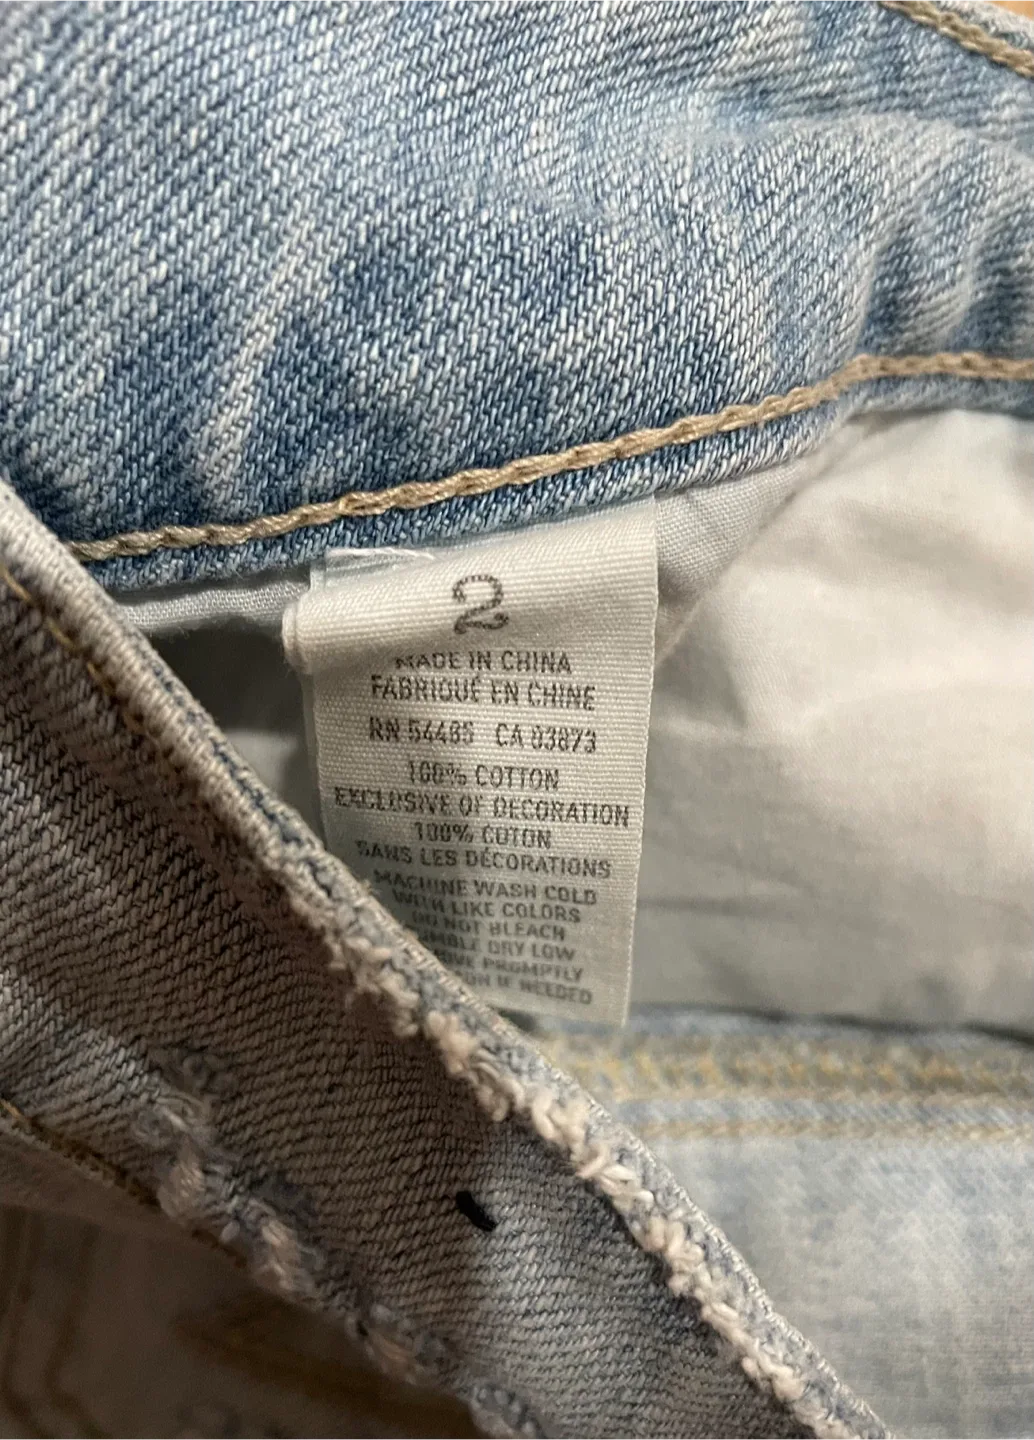 2
MADE IN CHINA
FABRIQUÉ EN CHINE
RN 54485 CA 03873
100% COTTON
EXCLUSIVE OF DECORATION
100% COTON
SANS LES DÉCORATIONS
MACHINE WASH COLD
WITH LIKE COLORS
DO NOT BLEACH
DRY LOW
PROMPTLY
IF NEEDED